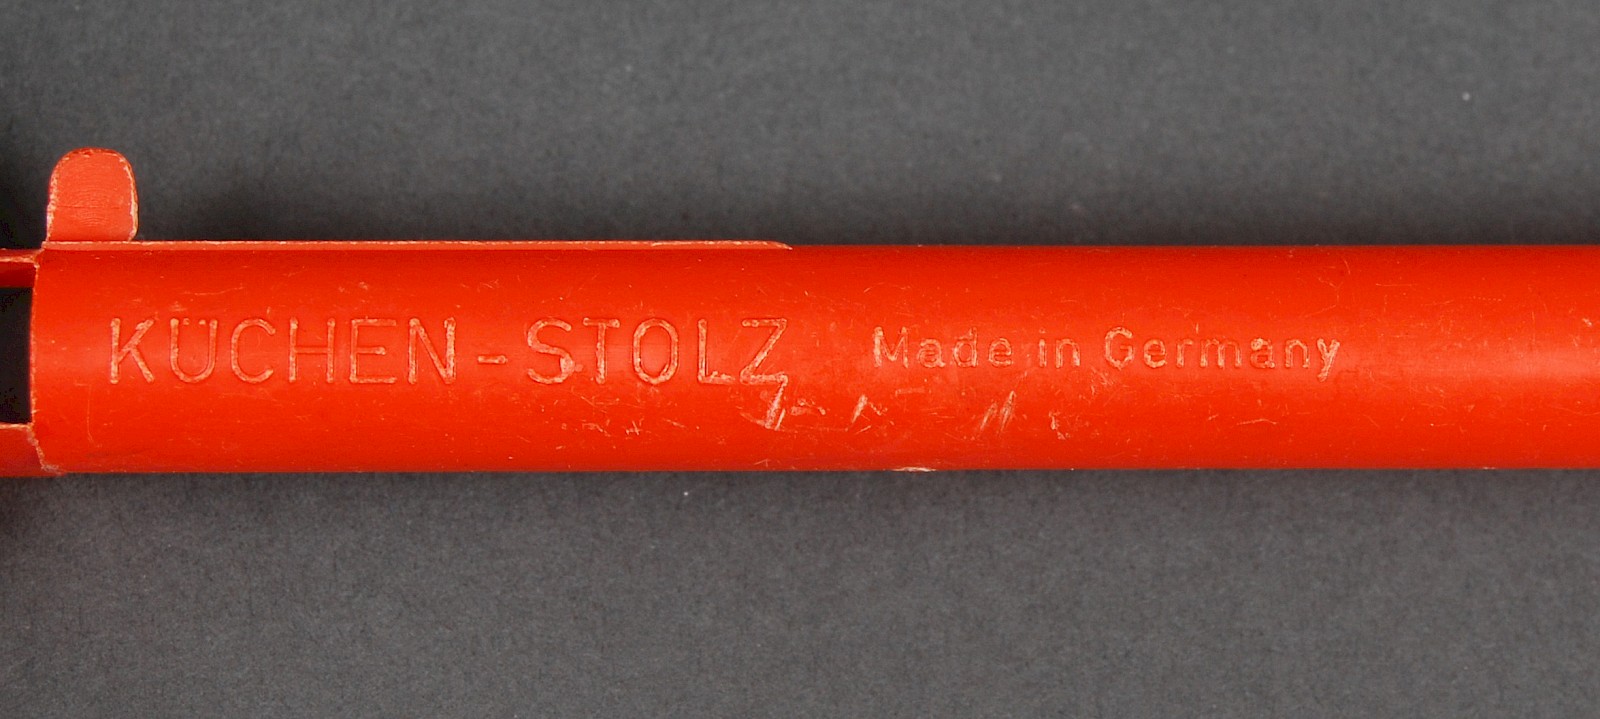 KÜCHEN-STOLZ Made in Germany